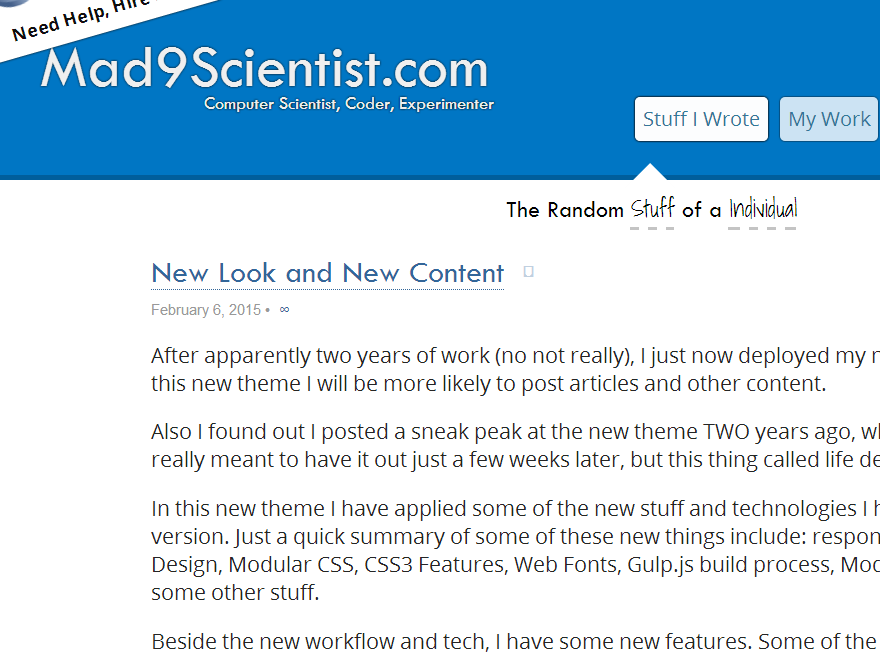 Need Help, Hire
Mad9Scientist.com
Computer Scientist, Coder, Experimenter
Stuff I Wrote
My Work
The Random Stuff of a Individual
New Look and New Content
February 6, 2015 • ∞
After apparently two years of work (no not really), I just now deployed my
this new theme I will be more likely to post articles and other content.
Also I found out I posted a sneak peak at the new theme TWO years ago,
really meant to have it out just a few weeks later, but this thing called life
In this new theme I have applied some of the new stuff and technologies I
version. Just a quick summary of some of these new things include:
Design, Modular CSS, CSS3 Features, Web Fonts, Gulp.js build process,
some other stuff.
Beside the new workflow and tech, I have some new features. Some of the